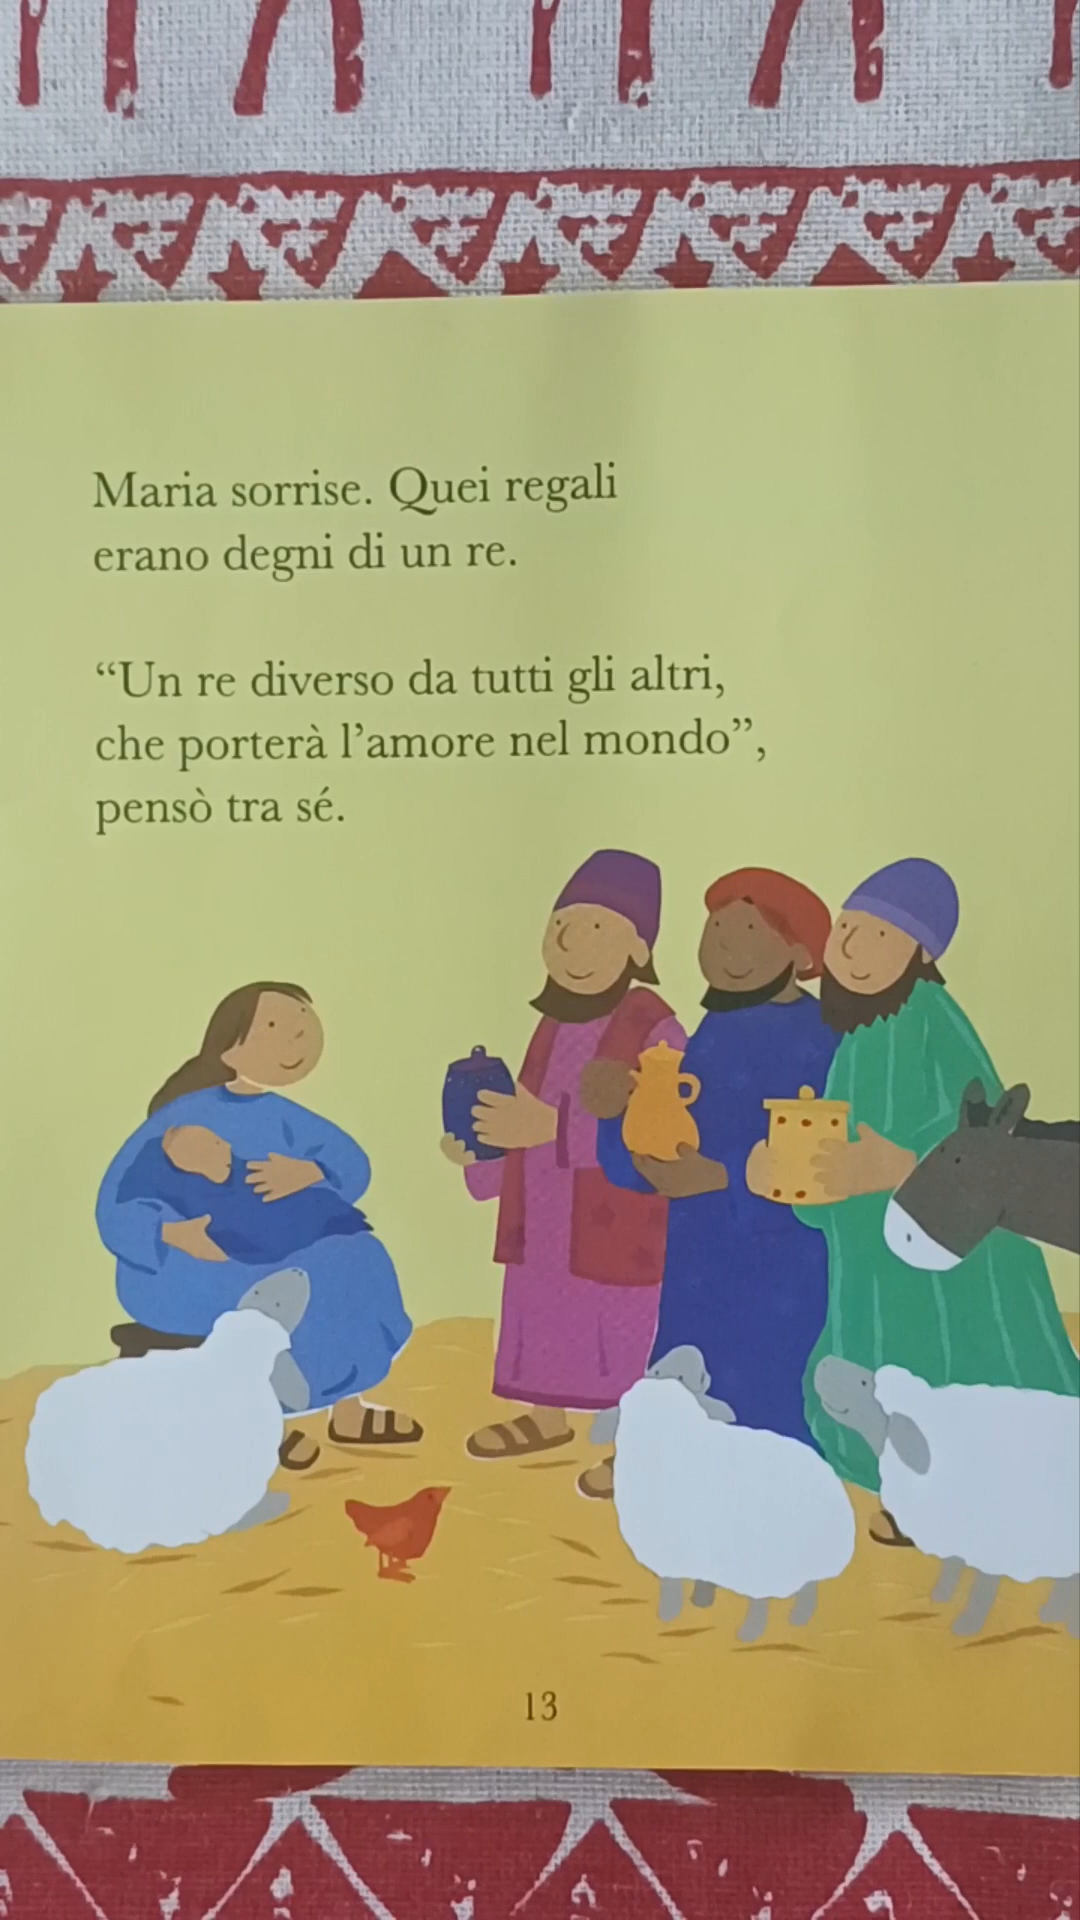 Maria sorrise. Quei regali
erano degni di un re.
“Un re diverso da tutti gli altri,
che porterà l’amore nel mondo”,
pensò tra sé.
13